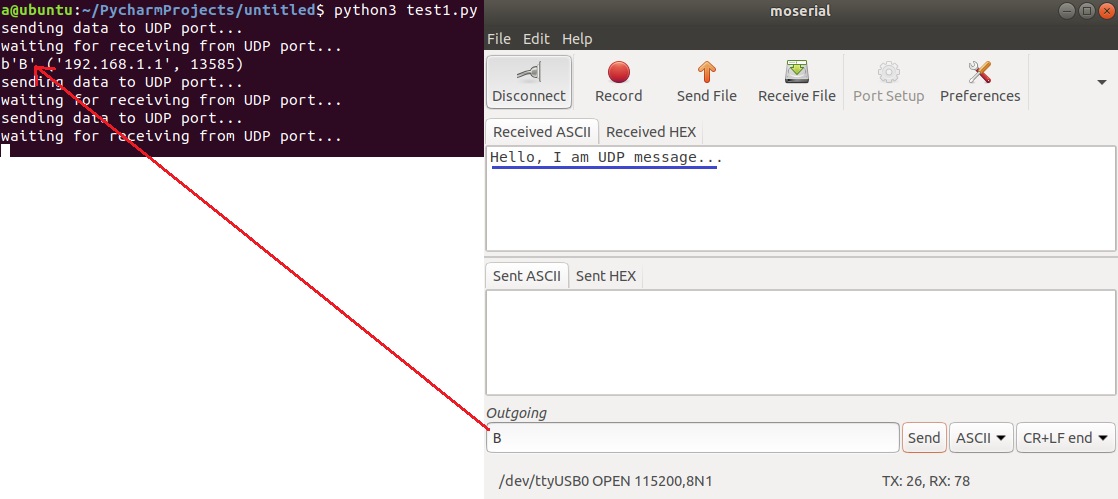 a@ubuntu:~/PycharmProjects/untitled$ python3 test1.py
sending data to UDP port...
waiting for receiving from UDP port...
b'B' ('192.168.1.1', 13585)
sending data to UDP port...
waiting for receiving from UDP port...
sending data to UDP port...
waiting for receiving from UDP port...
moserial
File Edit Help
Disconnect Record Send File Receive File Port Setup Preferences
Received ASCII Received HEX
Hello, I am UDP message...
Sent ASCII Sent HEX
Outgoing
B Send ASCII CR+LF end
/dev/ttyUSB0 OPEN 115200,8N1 TX: 26, RX: 78